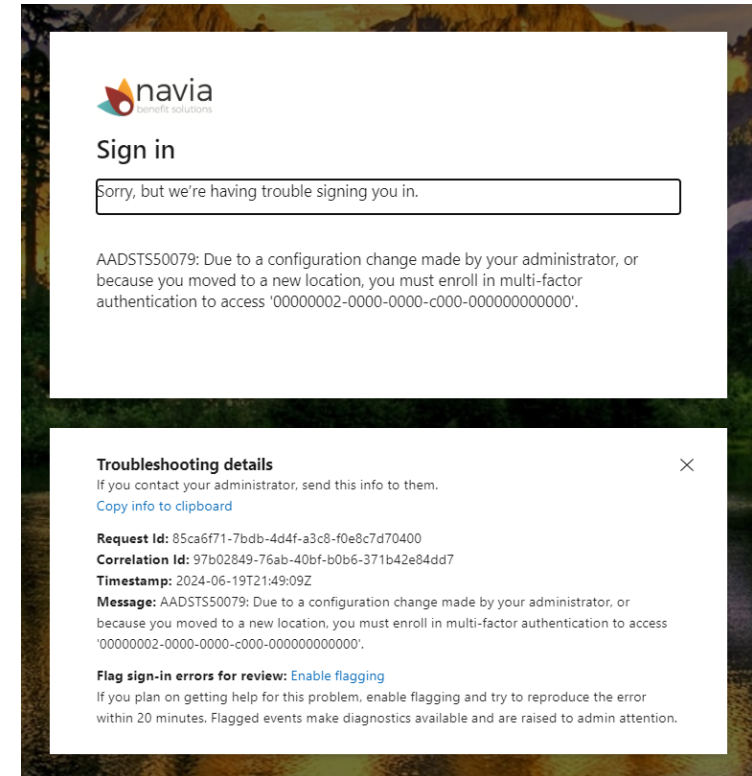 navia
benefit solutions
Sign in
Sorry, but we're having trouble signing you in.
AADSTS50079: Due to a configuration change made by your administrator, or
because you moved to a new location, you must enroll in multi-factor
authentication to access '00000002-0000-0000-c000-000000000000'.
Troubleshooting details
If you contact your administrator, send this info to them.
Copy info to clipboard
Request Id: 85ca6f71-7bdb-4d4f-a3c8-f0e8c7d70400
Correlation Id: 97b02849-76ab-40bf-b0b6-371b42e84dd7
Timestamp: 2024-06-19T21:49:09Z
Message: AADSTS50079: Due to a configuration change made by your administrator, or
because you moved to a new location, you must enroll in multi-factor authentication to access
'00000002-0000-0000-c000-000000000000'.
Flag sign-in errors for review: Enable flagging
If you plan on getting help for this problem, enable flagging and try to reproduce the error
within 20 minutes. Flagged events make diagnostics available and are raised to admin attention.